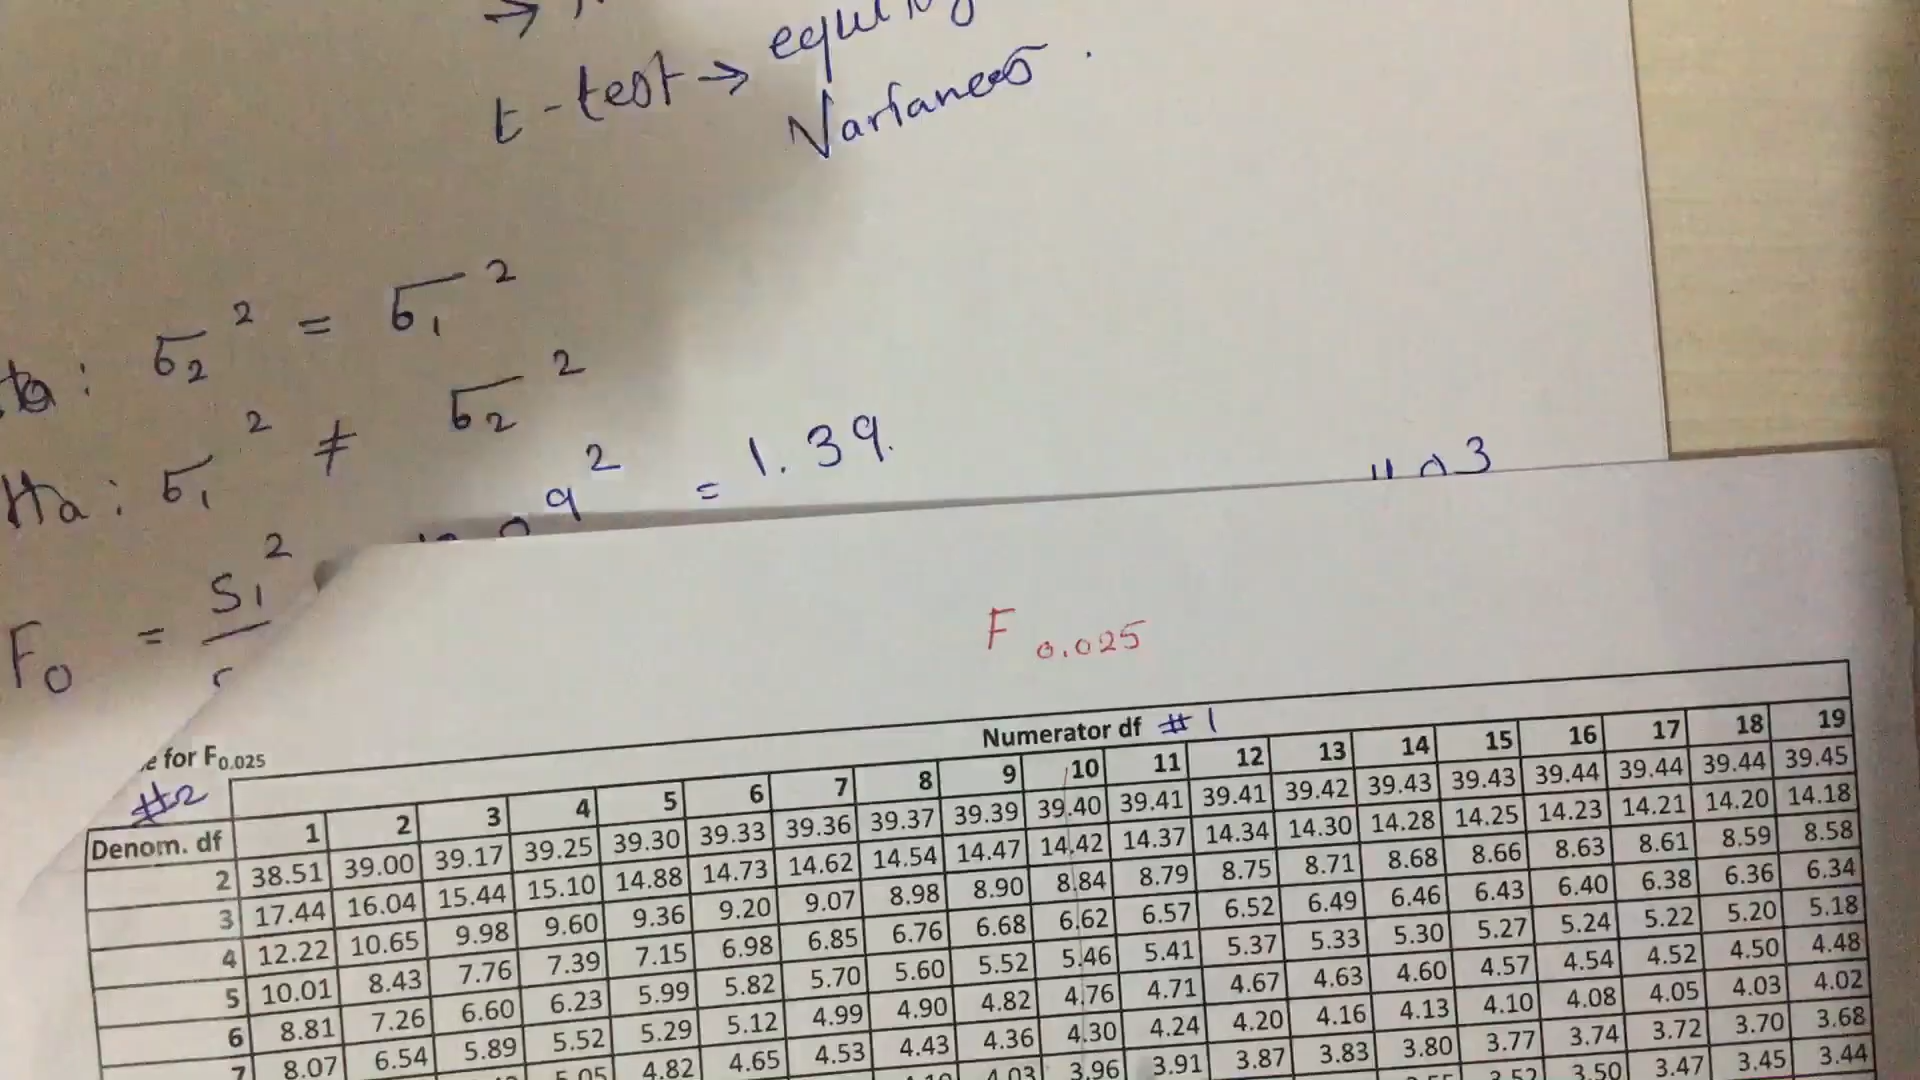 →
t-test → equ
Variances.
: σ₂² = σ₁²
Ha: σ₁² ≠ σ₂²
9² = 1.39.
3
F₀ = S₁²
F 0.025
for F0.025
Numerator df #1
#2
Denom. df 1 2 3 4 5 6 7 8 9 10 11 12 13 14 15 16 17 18 19
2 38.51 39.00 39.17 39.25 39.30 39.33 39.36 39.37 39.39 39.40 39.41 39.41 39.42 39.43 39.43 39.44 39.44 39.44 39.45
3 17.44 16.04 15.44 15.10 14.88 14.73 14.62 14.54 14.47 14.42 14.37 14.34 14.30 14.28 14.25 14.23 14.21 14.20 14.18
4 12.22 10.65 9.98 9.60 9.36 9.20 9.07 8.98 8.90 8.84 8.79 8.75 8.71 8.68 8.66 8.63 8.61 8.59 8.58
5 10.01 8.43 7.76 7.39 7.15 6.98 6.85 6.76 6.68 6.62 6.57 6.52 6.49 6.46 6.43 6.40 6.38 6.36 6.34
6 8.81 7.26 6.60 6.23 5.99 5.82 5.70 5.60 5.52 5.46 5.41 5.37 5.33 5.30 5.27 5.24 5.22 5.20 5.18
7 8.07 6.54 5.89 5.52 5.29 5.12 4.99 4.90 4.82 4.76 4.71 4.67 4.63 4.60 4.57 4.54 4.52 4.50 4.48
5.05 4.82 4.65 4.53 4.43 4.36 4.30 4.24 4.20 4.16 4.13 4.10 4.08 4.05 4.03 4.02
4.03 3.96 3.91 3.87 3.83 3.80 3.77 3.74 3.72 3.70 3.68
3.52 3.50 3.47 3.45 3.44